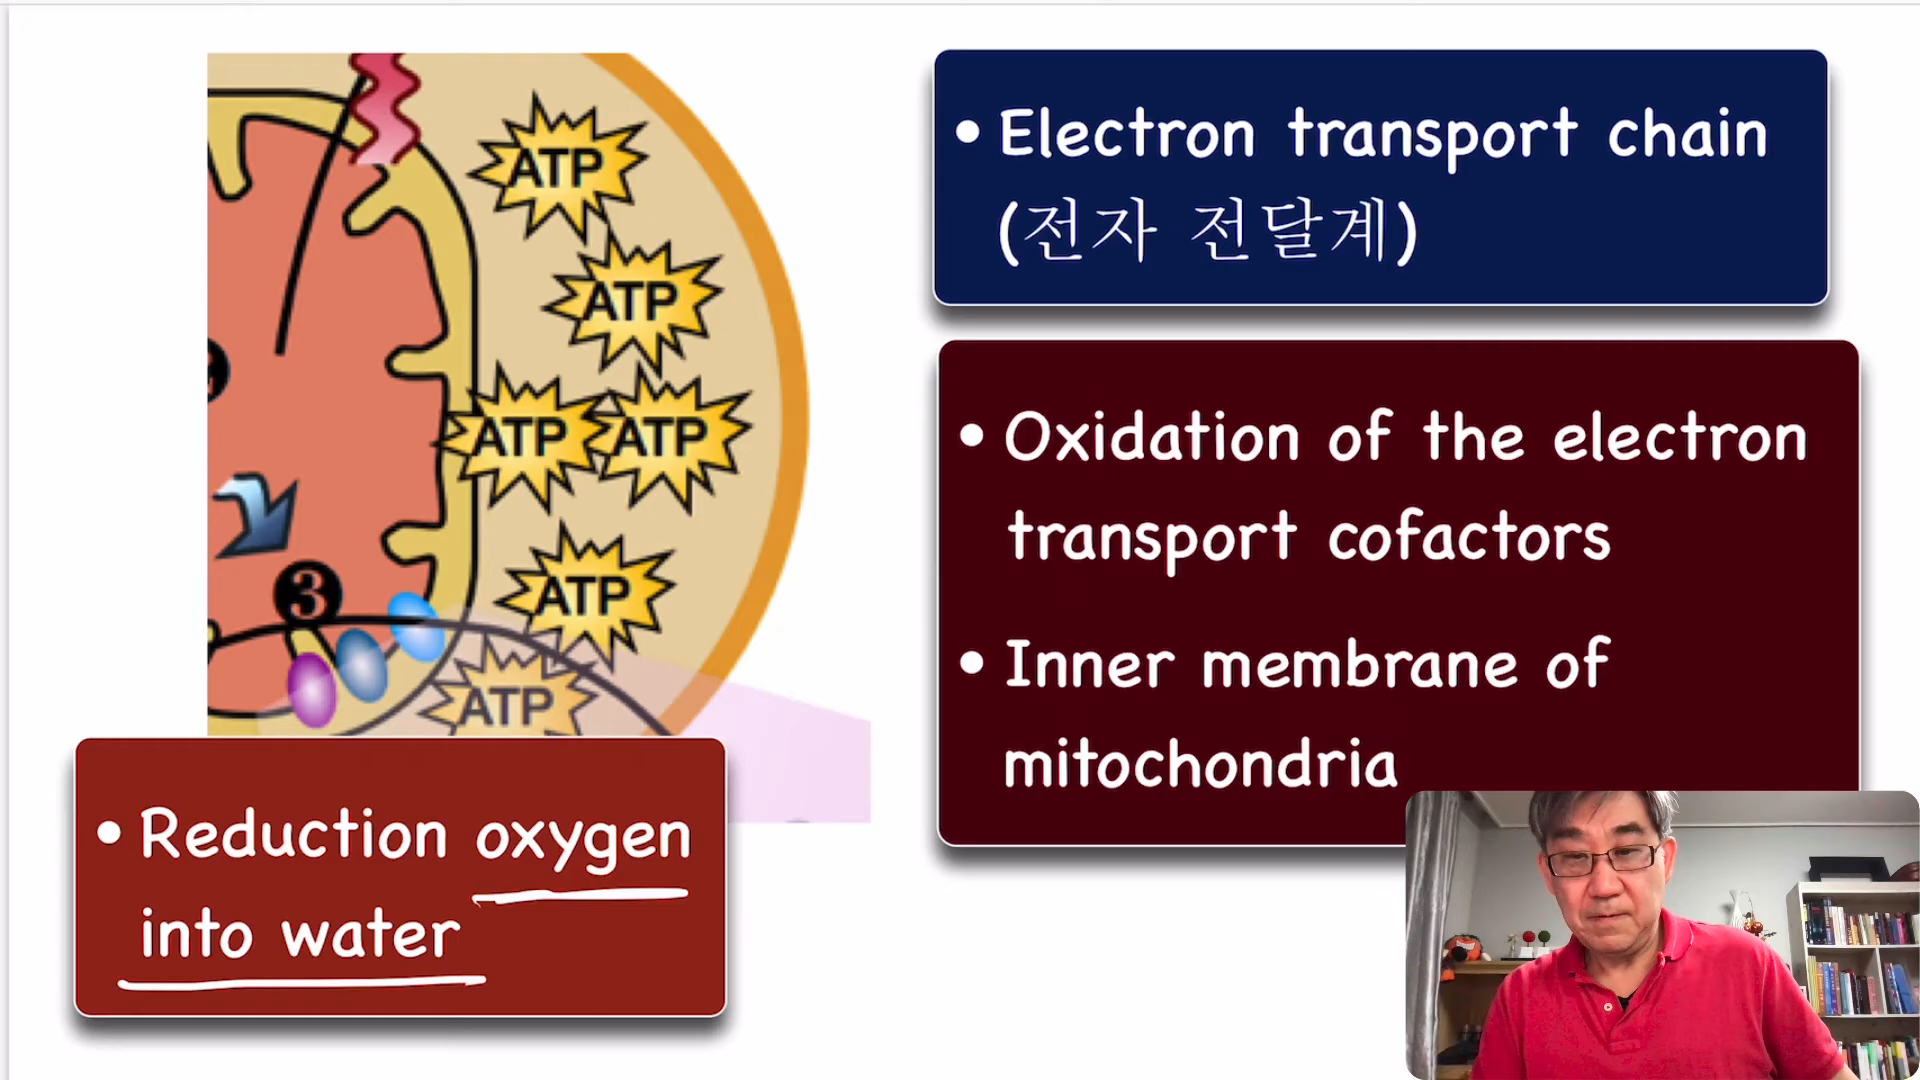 • Electron transport chain
(전자 전달계)
• Oxidation of the electron
transport cofactors
• Inner membrane of
mitochondria
ATP
ATP
ATP ATP
ATP
3
ATP
• Reduction oxygen
into water